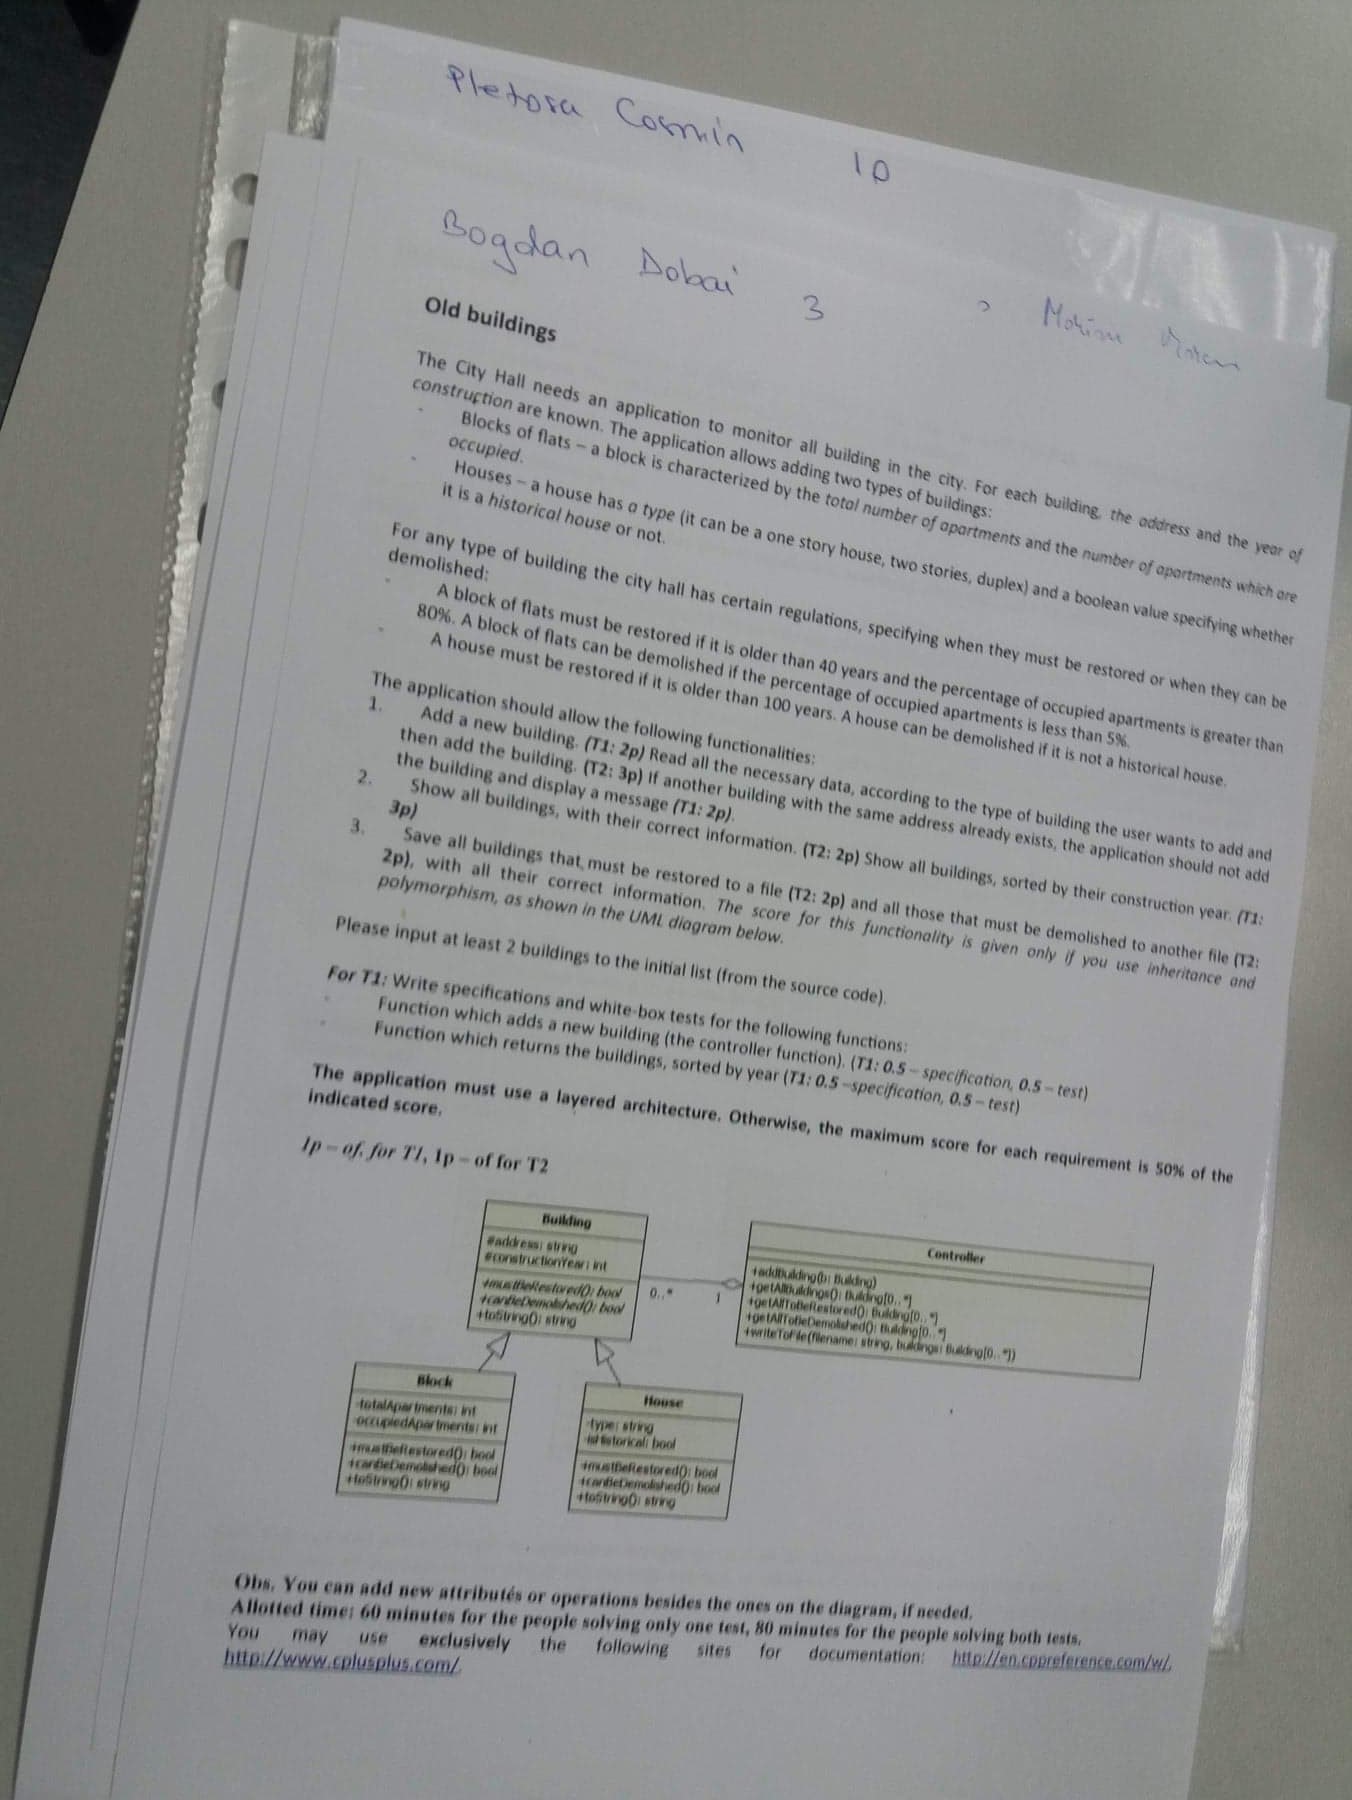 Pletosa Cosmin 10
Bogdan Dobai 3
Old buildings
The City Hall needs an application to monitor all building in the city. For each building, the address and the year of
construction are known. The application allows adding two types of buildings:
- Blocks of flats – a block is characterized by the total number of apartments and the number of apartments which are
occupied.
- Houses – a house has a type (it can be a one story house, two stories, duplex) and a boolean value specifying whether
it is a historical house or not.
For any type of building the city hall has certain regulations, specifying when they must be restored or when they can be
demolished:
- A block of flats must be restored if it is older than 40 years and the percentage of occupied apartments is greater than
80%. A block of flats can be demolished if the percentage of occupied apartments is less than 5%.
- A house must be restored if it is older than 100 years. A house can be demolished if it is not a historical house.
The application should allow the following functionalities:
1. Add a new building. (T1: 2p) Read all the necessary data, according to the type of building the user wants to add and
then add the building. (T2: 3p) If another building with the same address already exists, the application should not add
the building and display a message (T1: 2p).
2. Show all buildings, with their correct information. (T2: 2p) Show all buildings, sorted by their construction year. (T1:
3p)
3. Save all buildings that must be restored to a file (T2: 2p) and all those that must be demolished to another file (T2:
2p), with all their correct information. The score for this functionality is given only if you use inheritance and
polymorphism, as shown in the UML diagram below.
Please input at least 2 buildings to the initial list (from the source code).
For T1: Write specifications and white-box tests for the following functions:
- Function which adds a new building (the controller function). (T1: 0.5 – specification, 0.5 – test)
- Function which returns the buildings, sorted by year (T1: 0.5 –specification, 0.5 – test)
The application must use a layered architecture. Otherwise, the maximum score for each requirement is 50% of the
indicated score.
1p – of. for T1, 1p – of for T2
Building
#address: string
#constructionYear: int
+mustBeRestored(): bool
+canBeDemolished(): bool
+toString(): string
0..*
1
Controller
+addBuilding(b: Building)
+getAllBuildings(): Building[0..*]
+getAllToBeRestored(): Building[0..*]
+getAllToBeDemolished(): Building[0..*]
+writeToFile(filename: string, buildings: Building[0..*])
Block
-totalApartments: int
-occupiedApartments: int
+mustBeRestored(): bool
+canBeDemolished(): bool
+toString(): string
House
-type: string
-isHistorical: bool
+mustBeRestored(): bool
+canBeDemolished(): bool
+toString(): string
Obs. You can add new attributes or operations besides the ones on the diagram, if needed.
Allotted time: 60 minutes for the people solving only one test, 80 minutes for the people solving both tests.
You may use exclusively the following sites for documentation: http://en.cppreference.com/w/,
http://www.cplusplus.com/